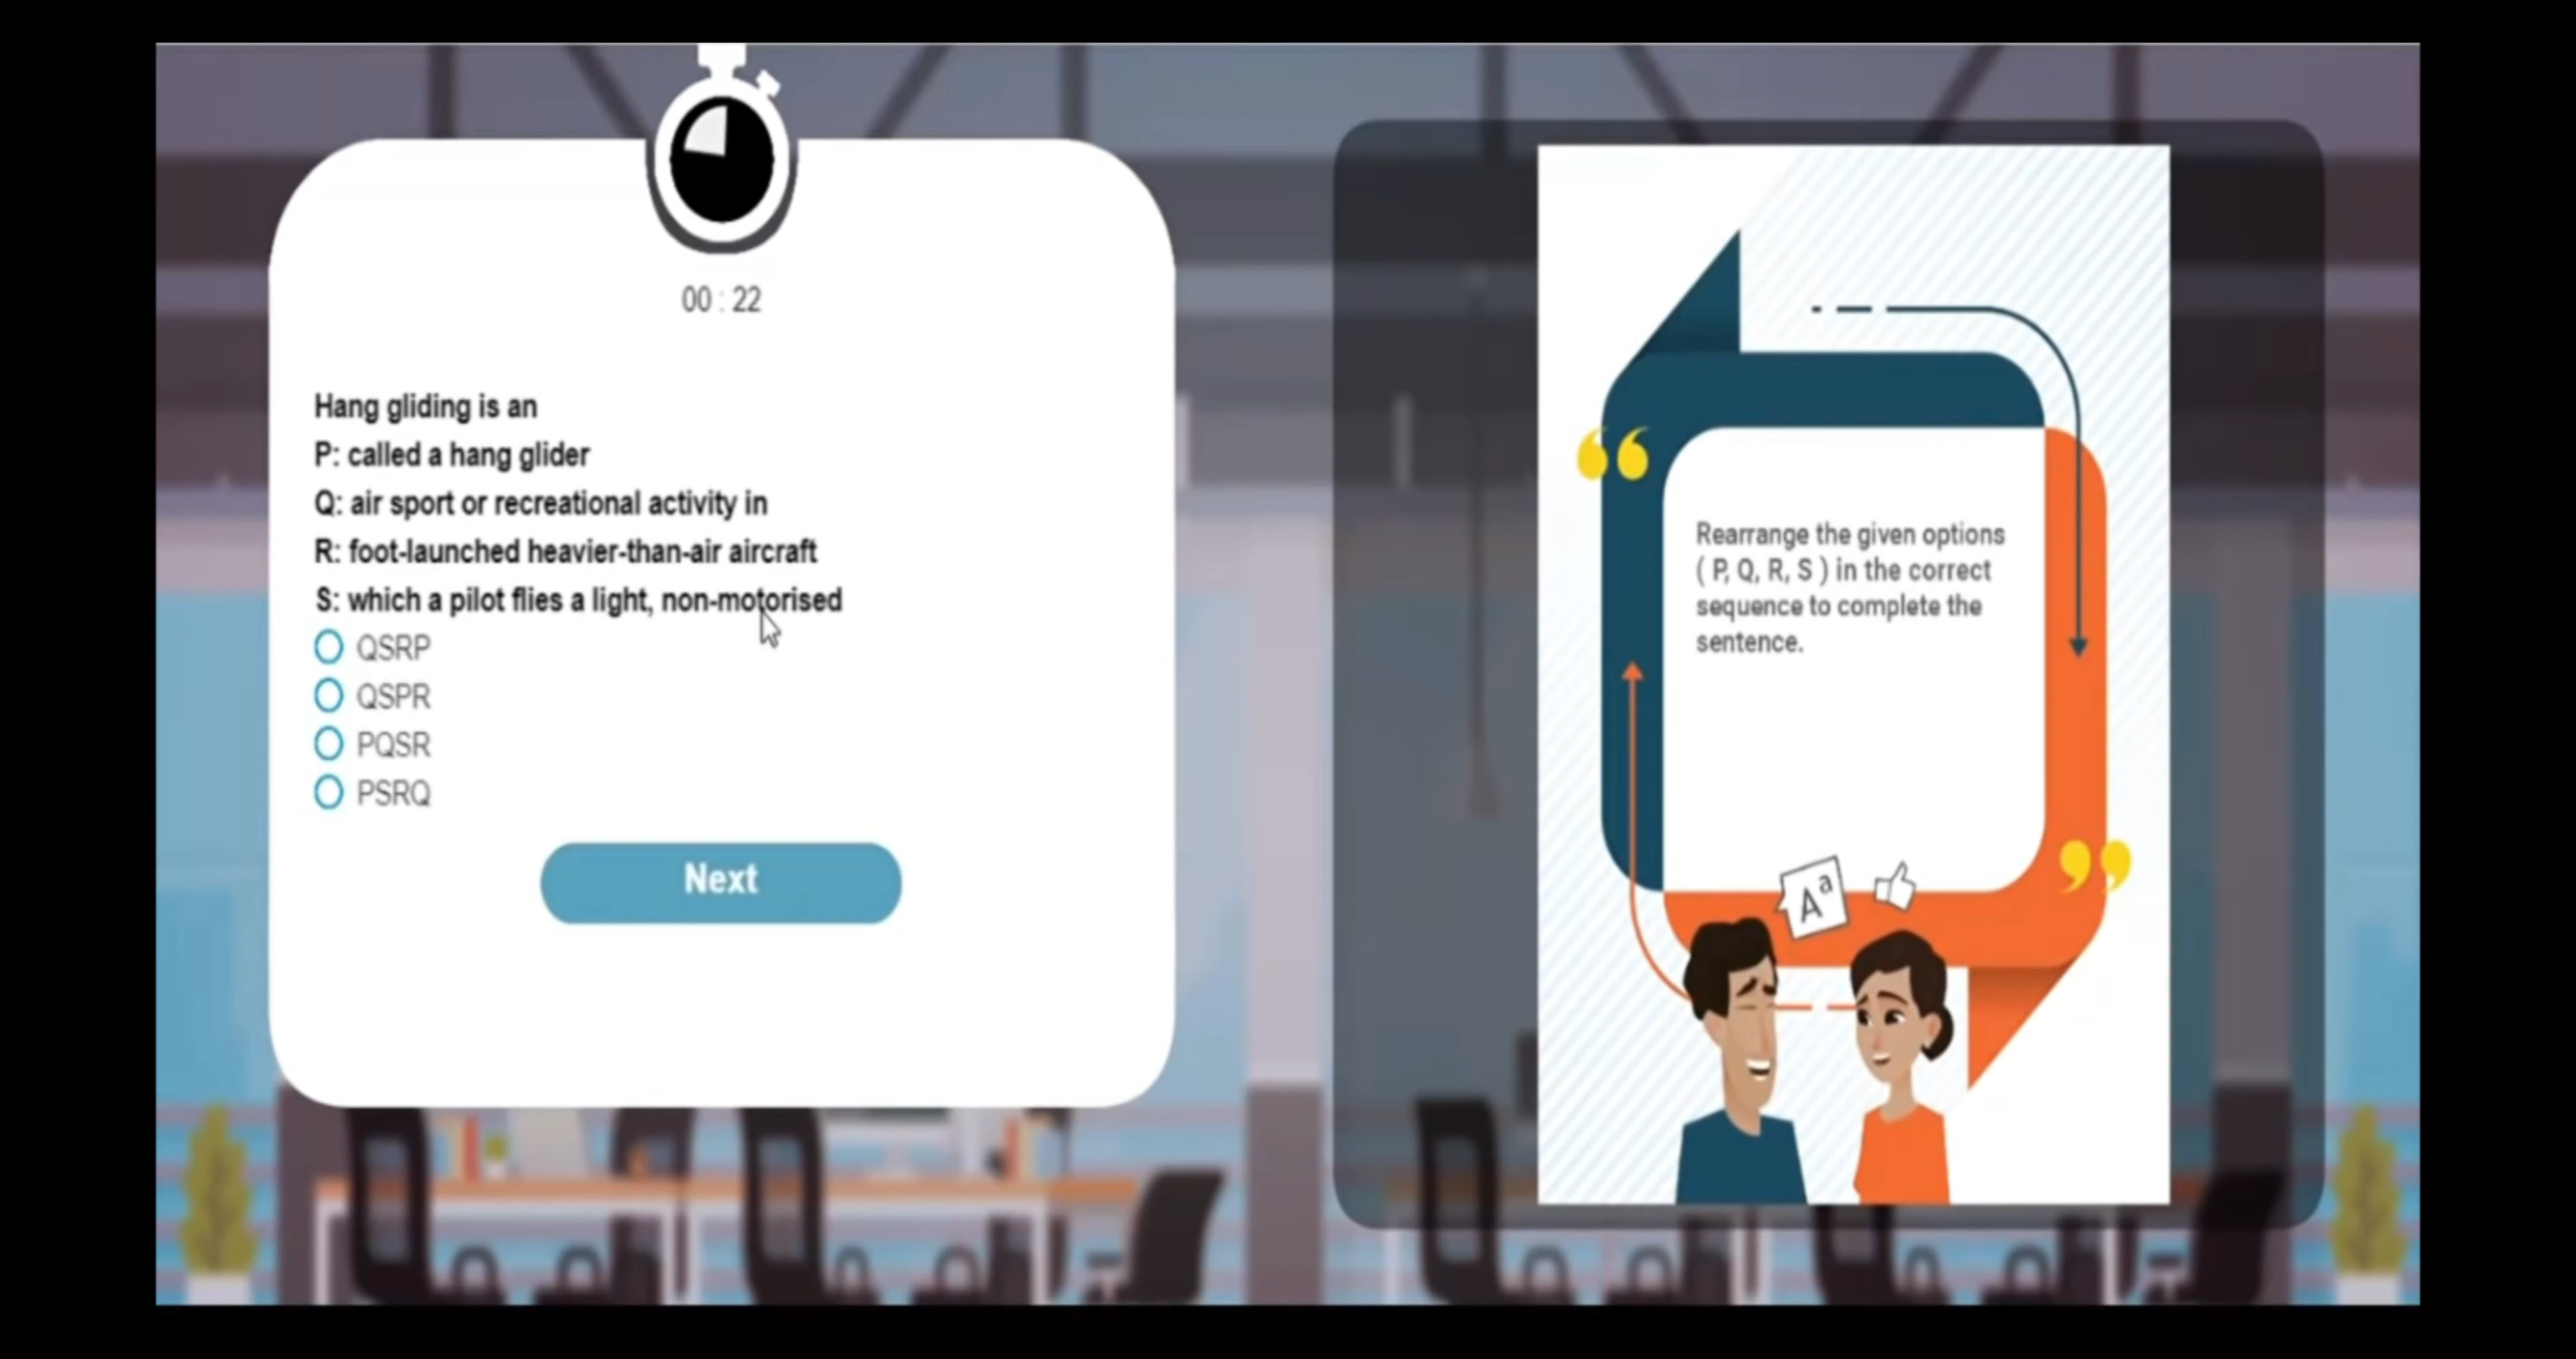 00 : 22
Hang gliding is an
P: called a hang glider
Q: air sport or recreational activity in
R: foot-launched heavier-than-air aircraft
S: which a pilot flies a light, non-motorised
QSRP
QSPR
PQSR
PSRQ
Next
Rearrange the given options
( P, Q, R, S ) in the correct
sequence to complete the
sentence.
Aa